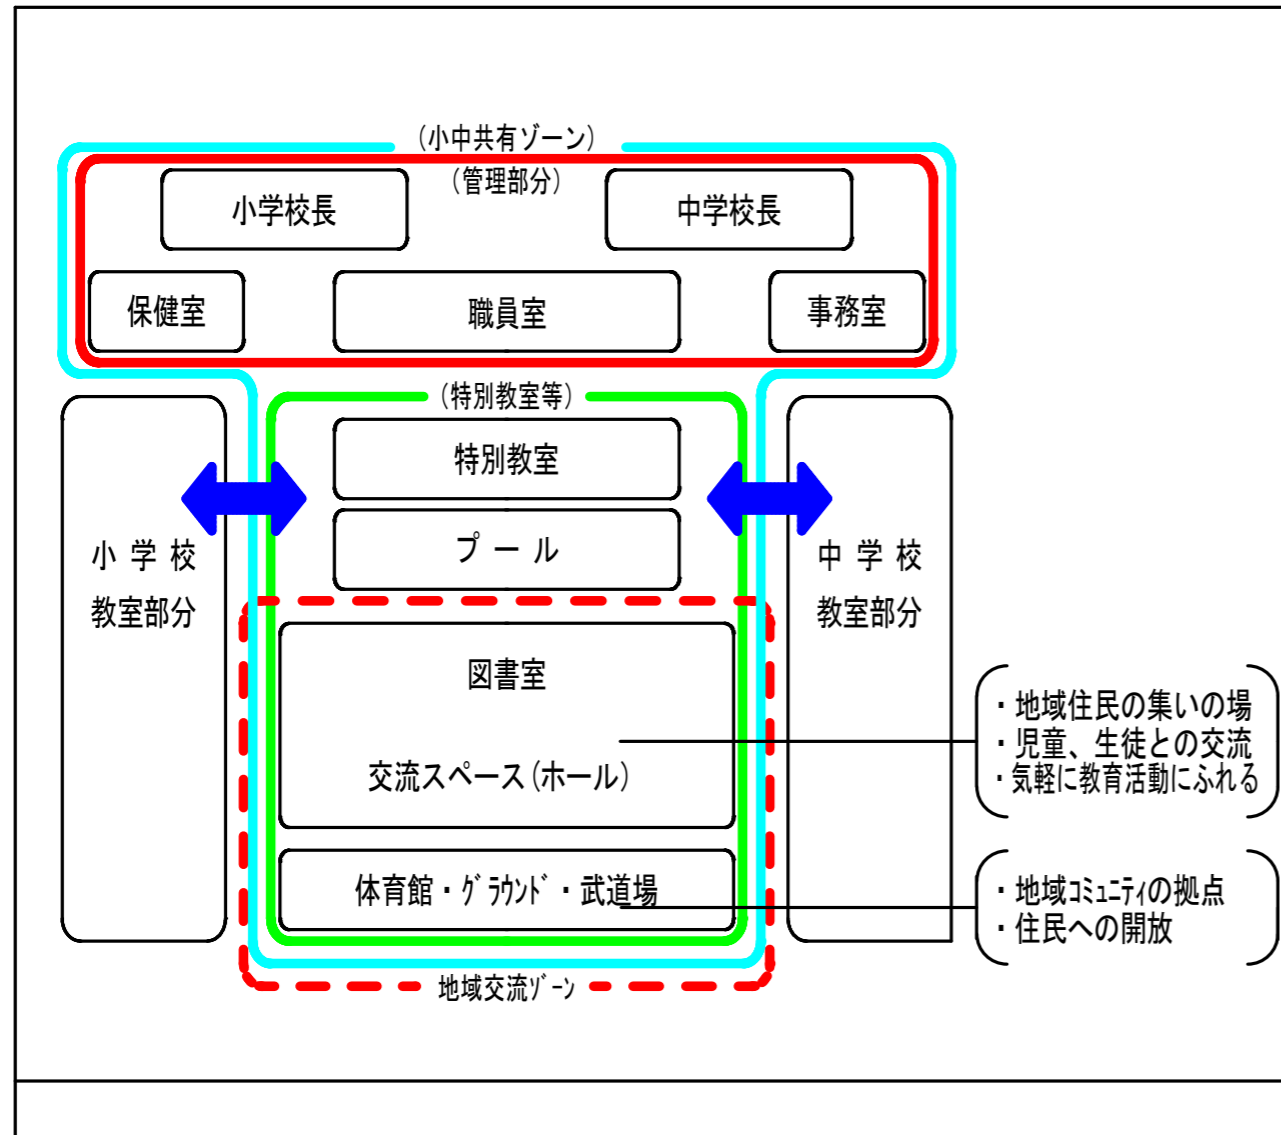 (小中共有ゾーン)
(管理部分)
小学校長
中学校長
保健室
職員室
事務室
(特別教室等)
特別教室
プール
小学校
教室部分
中学校
教室部分
図書室
交流スペース(ホール)
体育館・グラウンド・武道場
地域交流ゾーン
・地域住民の集いの場
・児童、生徒との交流
・気軽に教育活動にふれる
・地域コミュニティの拠点
・住民への開放